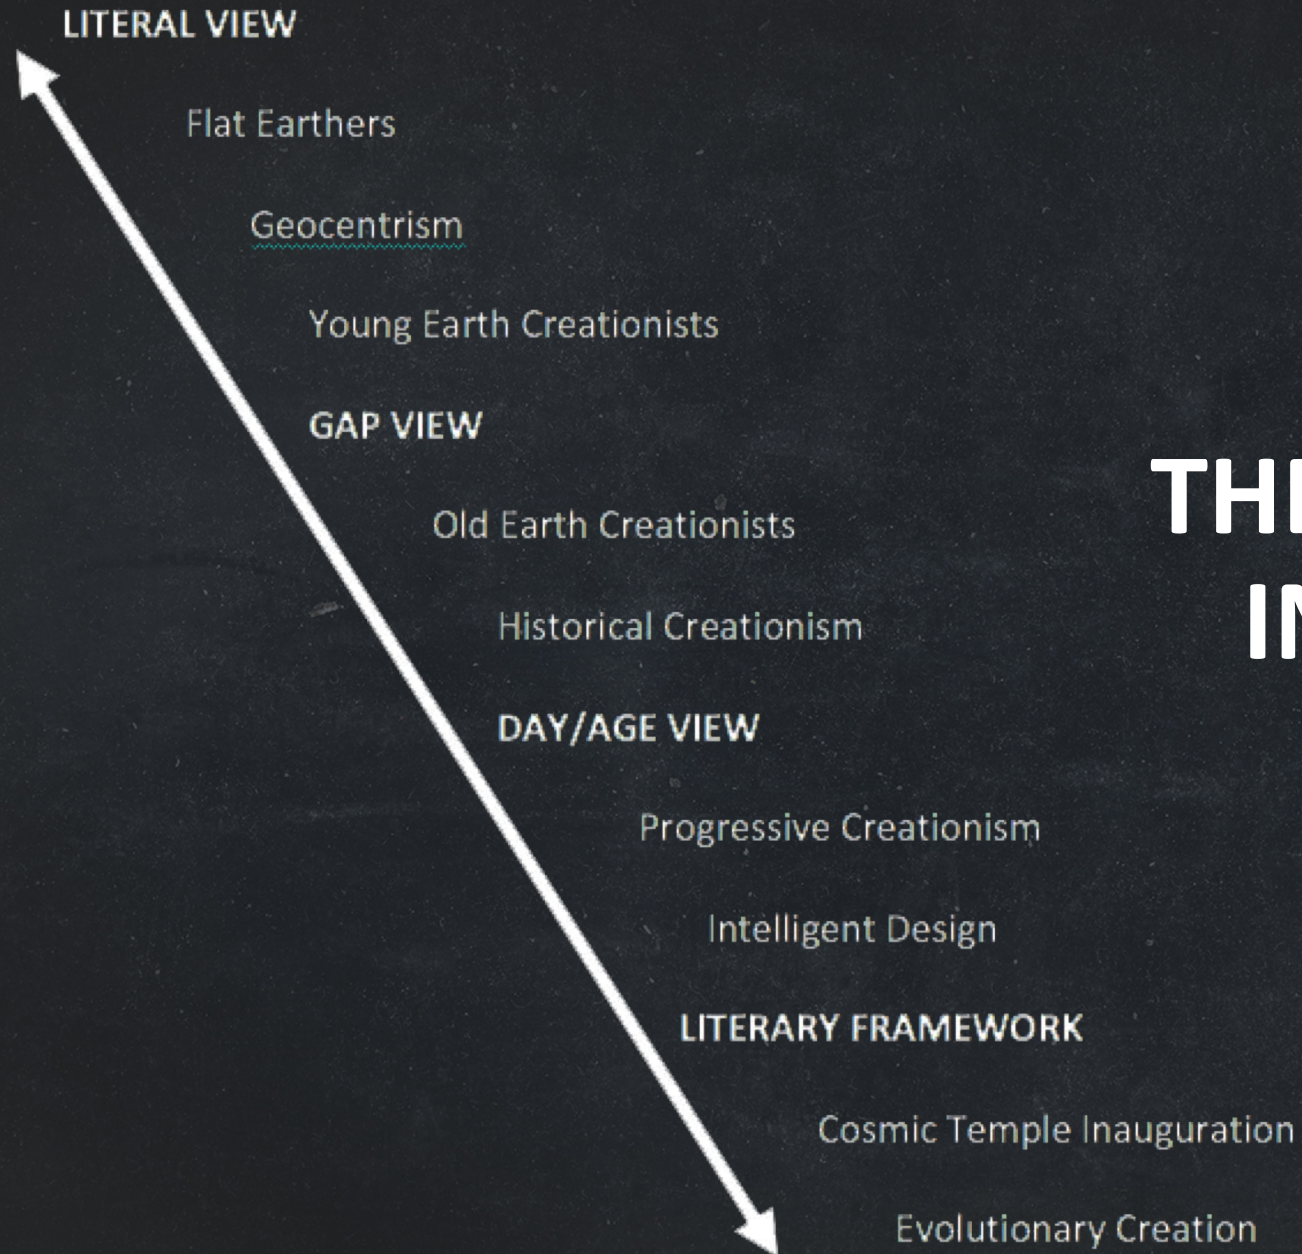 LITERAL VIEW
Flat Earthers
Geocentrism
Young Earth Creationists
GAP VIEW
Old Earth Creationists
Historical Creationism
DAY/AGE VIEW
Progressive Creationism
Intelligent Design
LITERARY FRAMEWORK
Cosmic Temple Inauguration
Evolutionary Creation